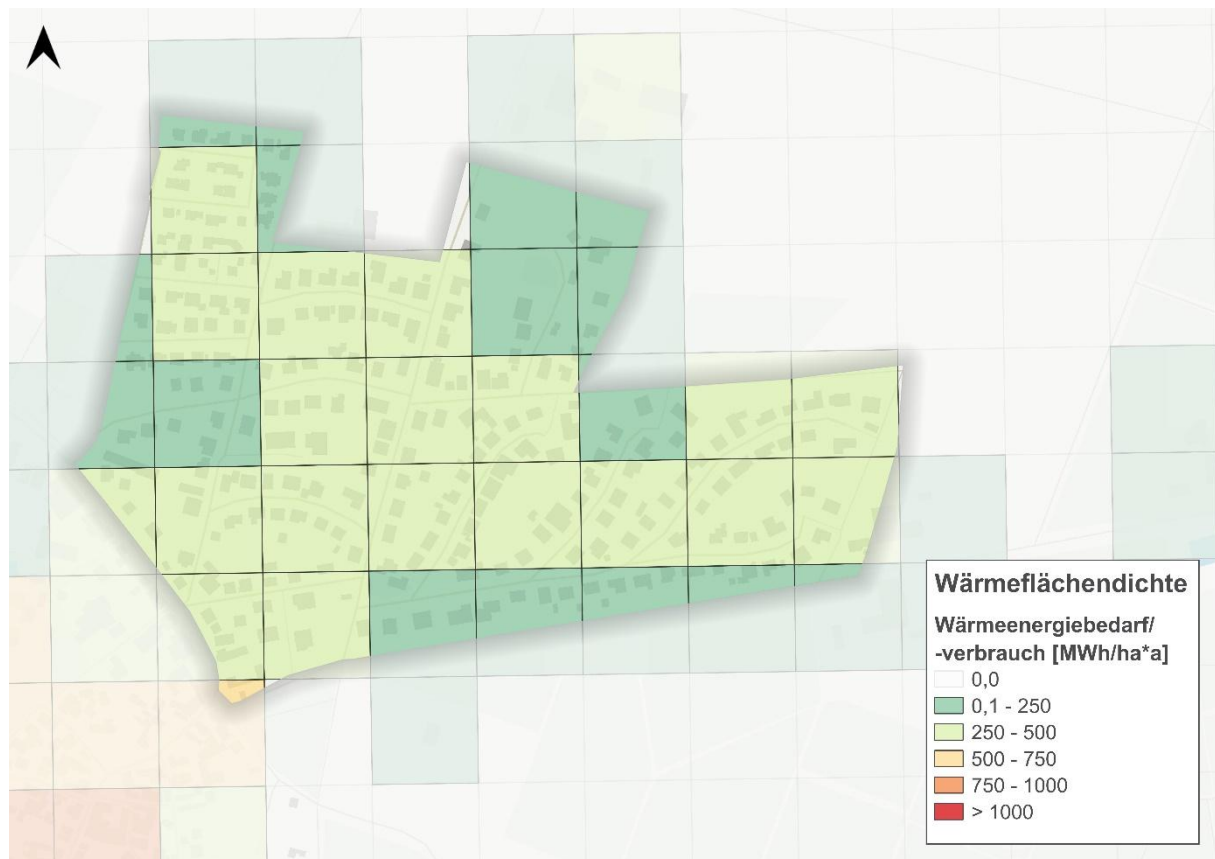 Wärmeflächendichte
Wärmeenergiebedarf/
-verbrauch [MWh/ha*a]
0,0
0,1 - 250
250 - 500
500 - 750
750 - 1000
> 1000